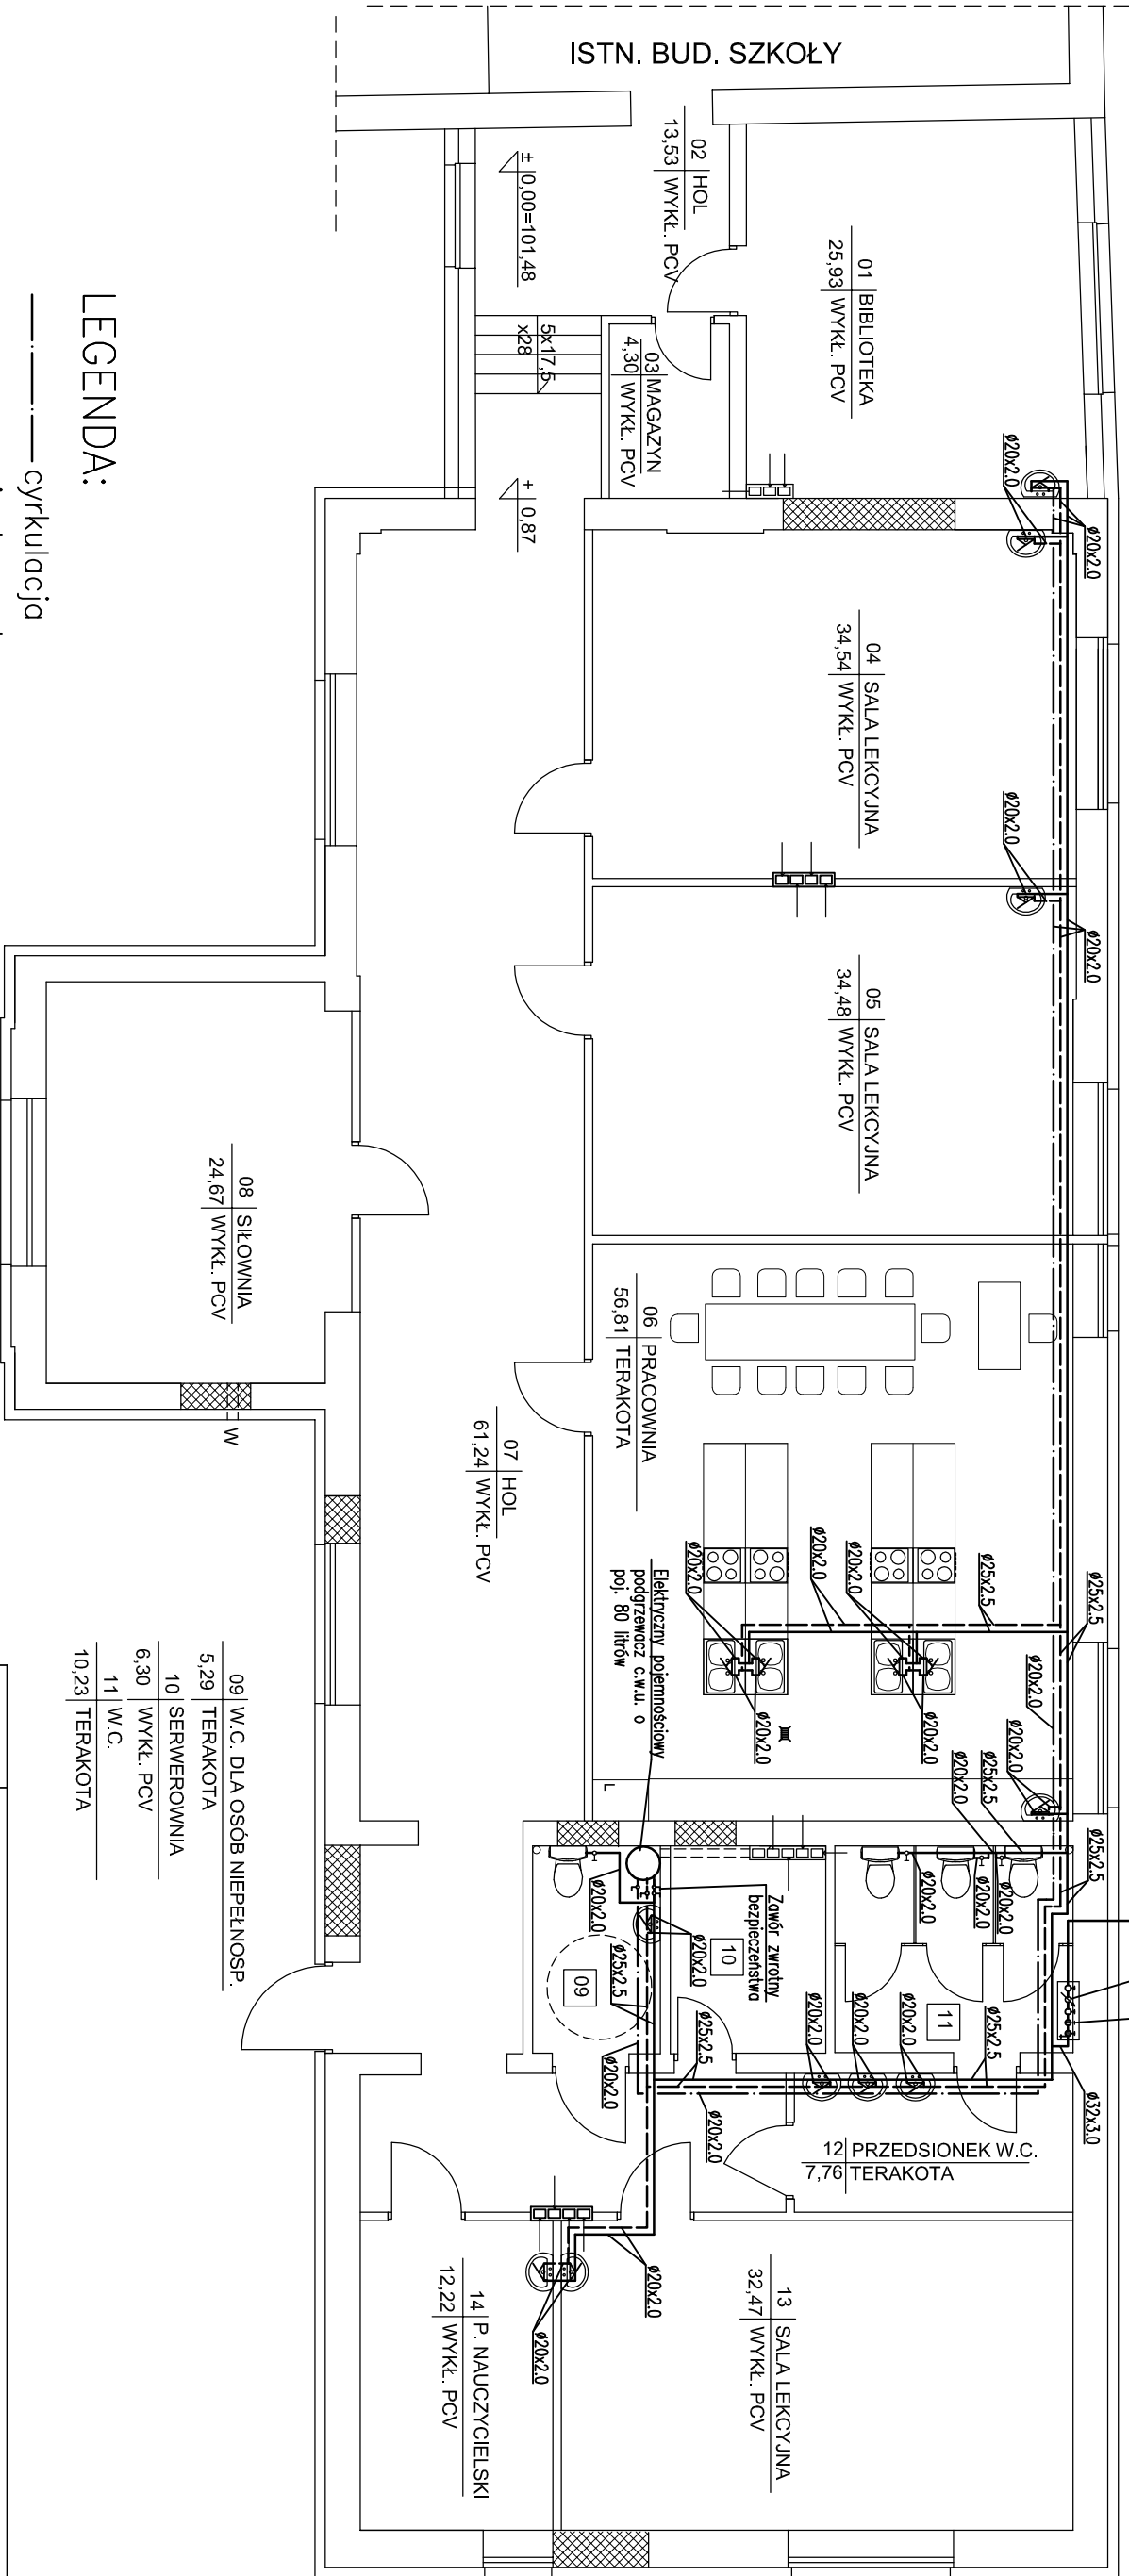 ISTN. BUD. SZKOŁY
02 HOL
13,53 WYKŁ. PCV
01 BIBLIOTEKA
25,93 WYKŁ. PCV
± 0,00=101,48
5x17,5
x28
03 MAGAZYN
4,30 WYKŁ. PCV
+ 0,87
ø20x2.0
ø20x2.0
04 SALA LEKCYJNA
34,54 WYKŁ. PCV
ø20x2.0
ø20x2.0
05 SALA LEKCYJNA
34,48 WYKŁ. PCV
08 SIŁOWNIA
24,67 WYKŁ. PCV
W
06 PRACOWNIA
56,81 TERAKOTA
07 HOL
61,24 WYKŁ. PCV
ø20x2.0
ø20x2.0
ø20x2.0
ø25x2.5
ø25x2.5
ø20x2.0
ø20x2.0
ø20x2.0
ø20x2.0
ø25x2.5
ø20x2.0
ø25x2.5
Elektryczny pojemnościowy
podgrzewacz c.w.u. o
poj. 80 litrów
L
ø20x2.0
ø20x2.0
ø20x2.0
ø20x2.0
ø25x2.5
ø20x2.0
Zawór zwrotny
bezpieczeństwa
10
09
11
ø20x2.0
ø20x2.0
ø20x2.0
ø25x2.5
ø25x2.5
ø20x2.0
ø20x2.0
ø32x3.0
12 PRZEDSIONEK W.C.
7,76 TERAKOTA
ø20x2.0
ø20x2.0
13 SALA LEKCYJNA
32,47 WYKŁ. PCV
14 P. NAUCZYCIELSKI
12,22 WYKŁ. PCV
09 W.C. DLA OSÓB NIEPEŁNOSP.
5,29 TERAKOTA
10 SERWEROWNIA
6,30 WYKŁ. PCV
11 W.C.
10,23 TERAKOTA
LEGENDA:
cyrkulacja